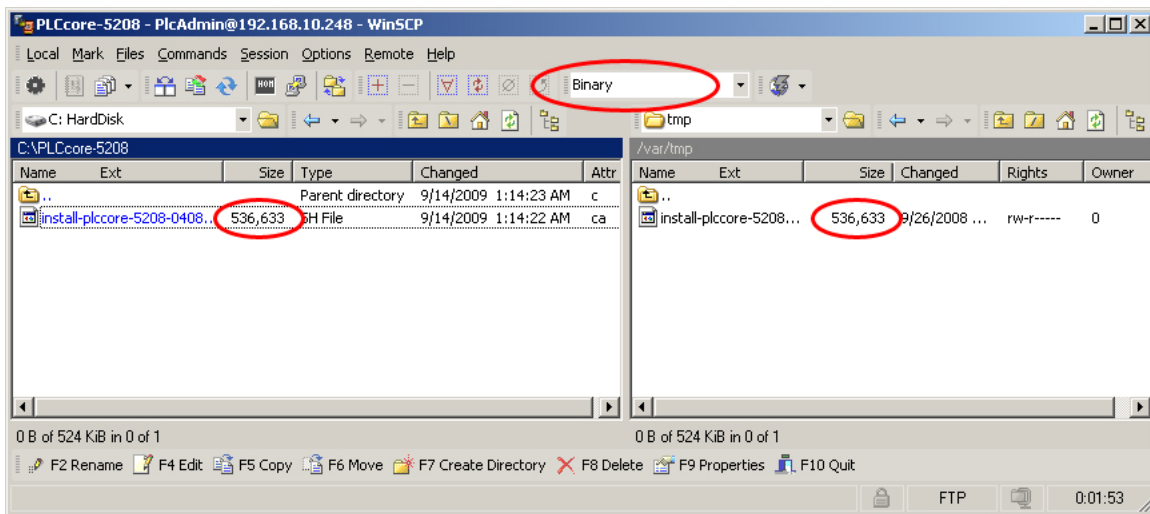 PLCcore-5208 - PlcAdmin@192.168.10.248 - WinSCP
Local Mark Files Commands Session Options Remote Help
Binary
C: HardDisk tmp
C:\PLCcore-5208 /var/tmp
Name Ext Size Type Changed Attr Name Ext Size Changed Rights Owner
.. Parent directory 9/14/2009 1:14:23 AM c ..
install-plccore-5208-0408.. 536,633 SH File 9/14/2009 1:14:22 AM ca install-plccore-5208... 536,633 9/26/2008 ... rw-r----- 0
0 B of 524 KiB in 0 of 1 0 B of 524 KiB in 0 of 1
F2 Rename F4 Edit F5 Copy F6 Move F7 Create Directory F8 Delete F9 Properties F10 Quit
FTP 0:01:53